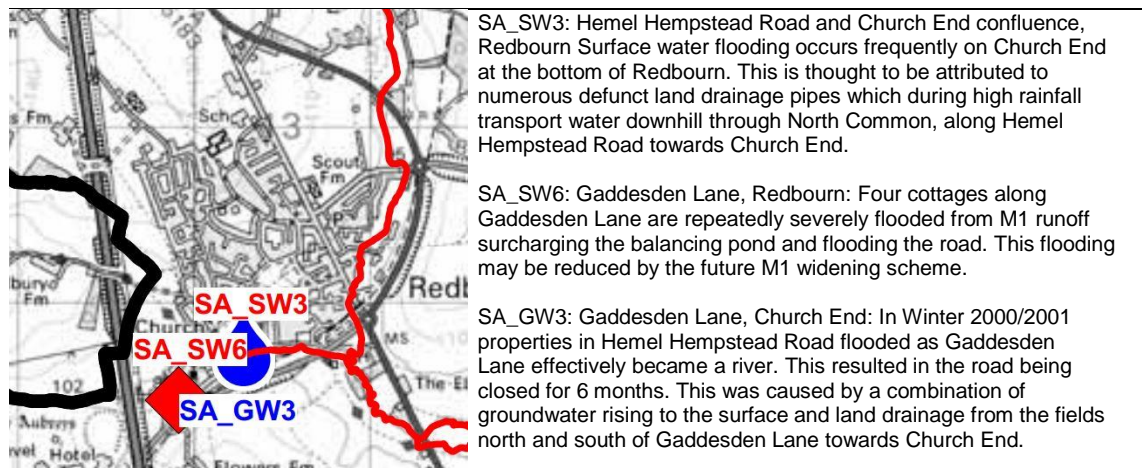 SA_SW3: Hemel Hempstead Road and Church End confluence,
Redbourn Surface water flooding occurs frequently on Church End
at the bottom of Redbourn. This is thought to be attributed to
numerous defunct land drainage pipes which during high rainfall
transport water downhill through North Common, along Hemel
Hempstead Road towards Church End.
SA_SW6: Gaddesden Lane, Redbourn: Four cottages along
Gaddesden Lane are repeatedly severely flooded from M1 runoff
surcharging the balancing pond and flooding the road. This flooding
may be reduced by the future M1 widening scheme.
SA_GW3: Gaddesden Lane, Church End: In Winter 2000/2001
properties in Hemel Hempstead Road flooded as Gaddesden
Lane effectively became a river. This resulted in the road being
closed for 6 months. This was caused by a combination of
groundwater rising to the surface and land drainage from the fields
north and south of Gaddesden Lane towards Church End.
Sch
3
Scout
Fm
Fm
Redb
SA_SW3
Church
SA_SW6
SA_GW3
MS
102
The
Hotel
Flowers Fm